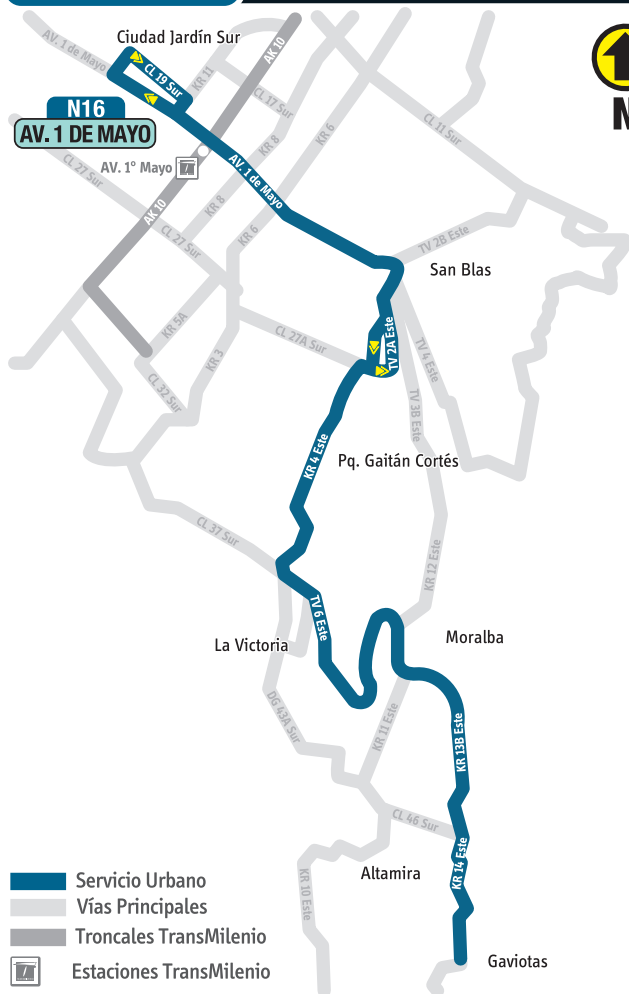 Ciudad Jardín Sur
AV. 1 de Mayo
AK 10
CL 19 Sur
KR 11
CL 17 Sur
N16
AV. 1 DE MAYO
KR 8
KR 6
CL 11 Sur
AV. 1° Mayo
AV. 1 de Mayo
CL 27 Sur
AK 10
KR 8
CL 27 Sur
KR 6
TV 2B Este
San Blas
KR 5A
CL 27A Sur
TV 2A Este
TV 4 Este
KR 3
CL 32 Sur
TV 3B Este
KR 4 Este
Pq. Gaitán Cortés
CL 37 Sur
KR 12 Este
TV 6 Este
La Victoria
Moralba
DG 43A Sur
KR 11 Este
KR 13B Este
CL 46 Sur
Altamira
KR 14 Este
KR 10 Este
Gaviotas
Servicio Urbano
Vías Principales
Troncales TransMilenio
Estaciones TransMilenio